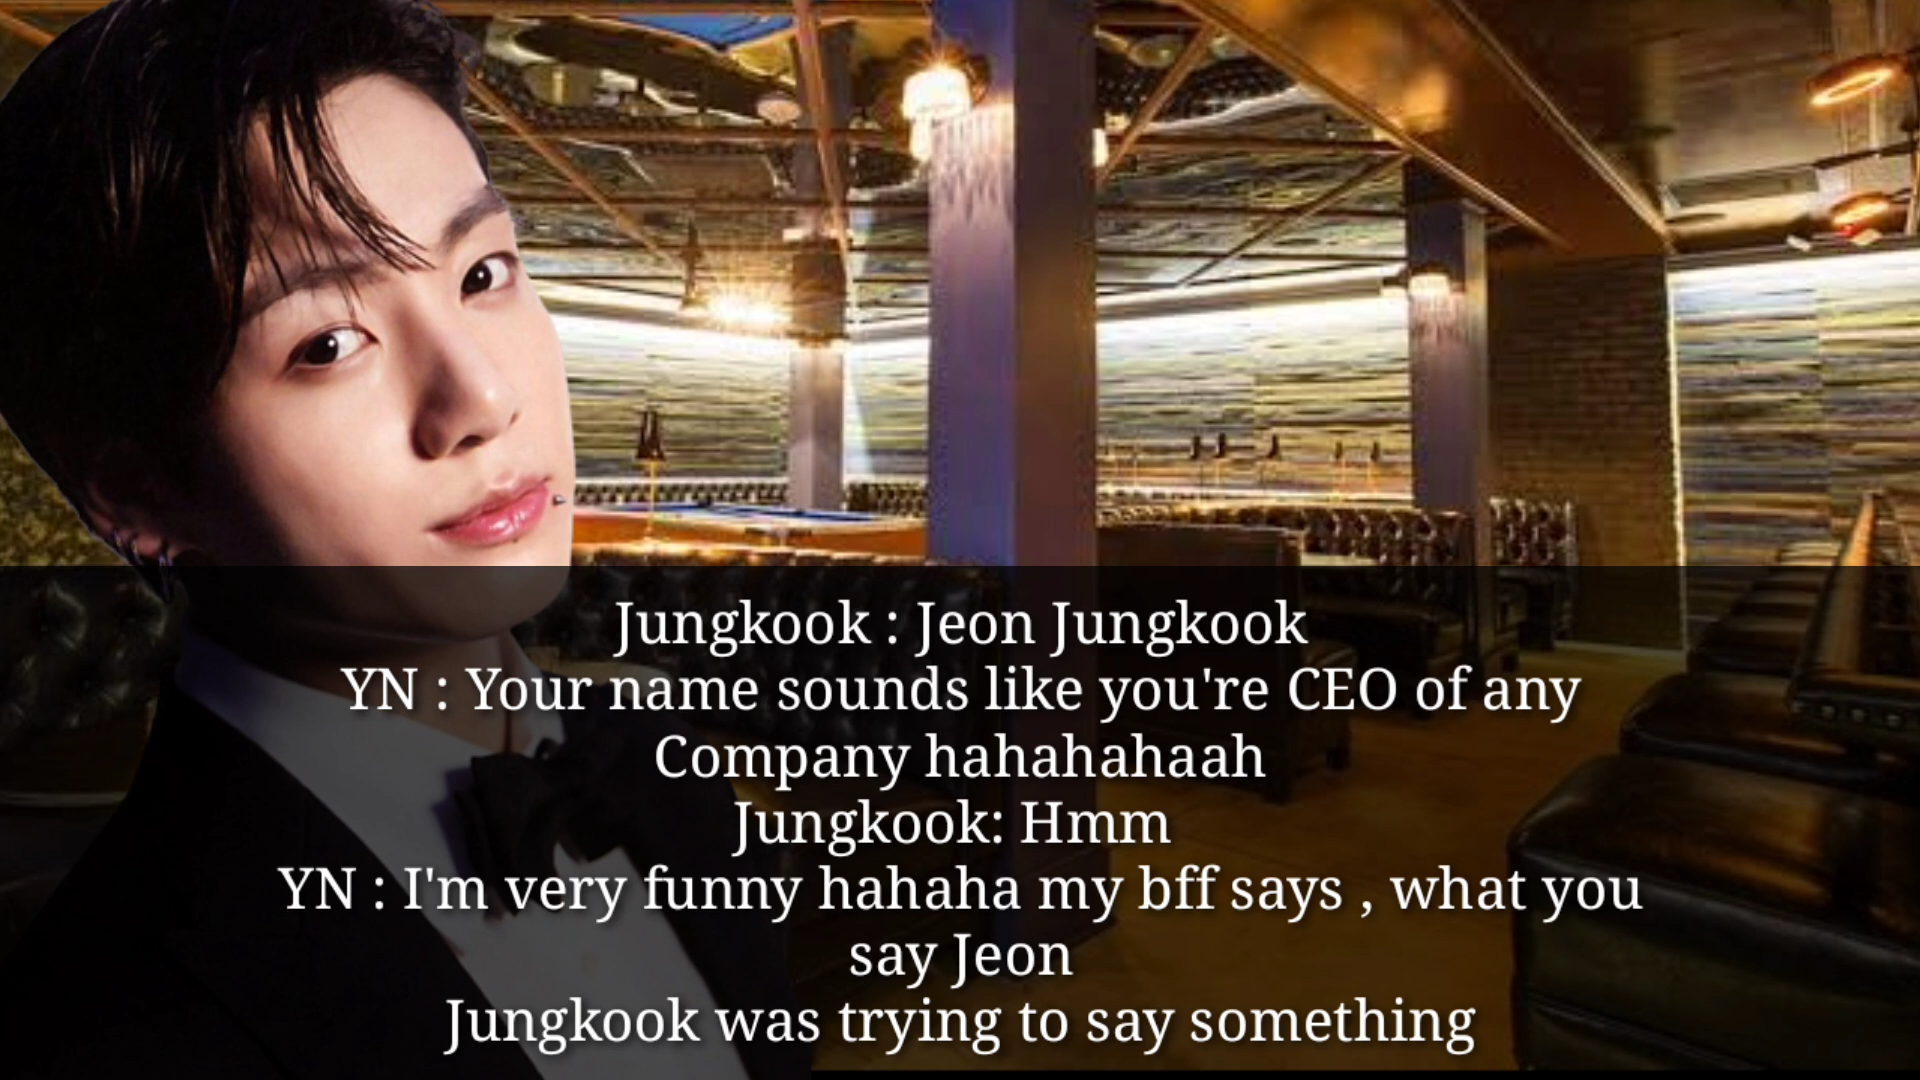 Jungkook : Jeon Jungkook
YN : Your name sounds like you're CEO of any
Company hahahahaah
Jungkook: Hmm
YN : I'm very funny hahaha my bff says , what you
say Jeon
Jungkook was trying to say something